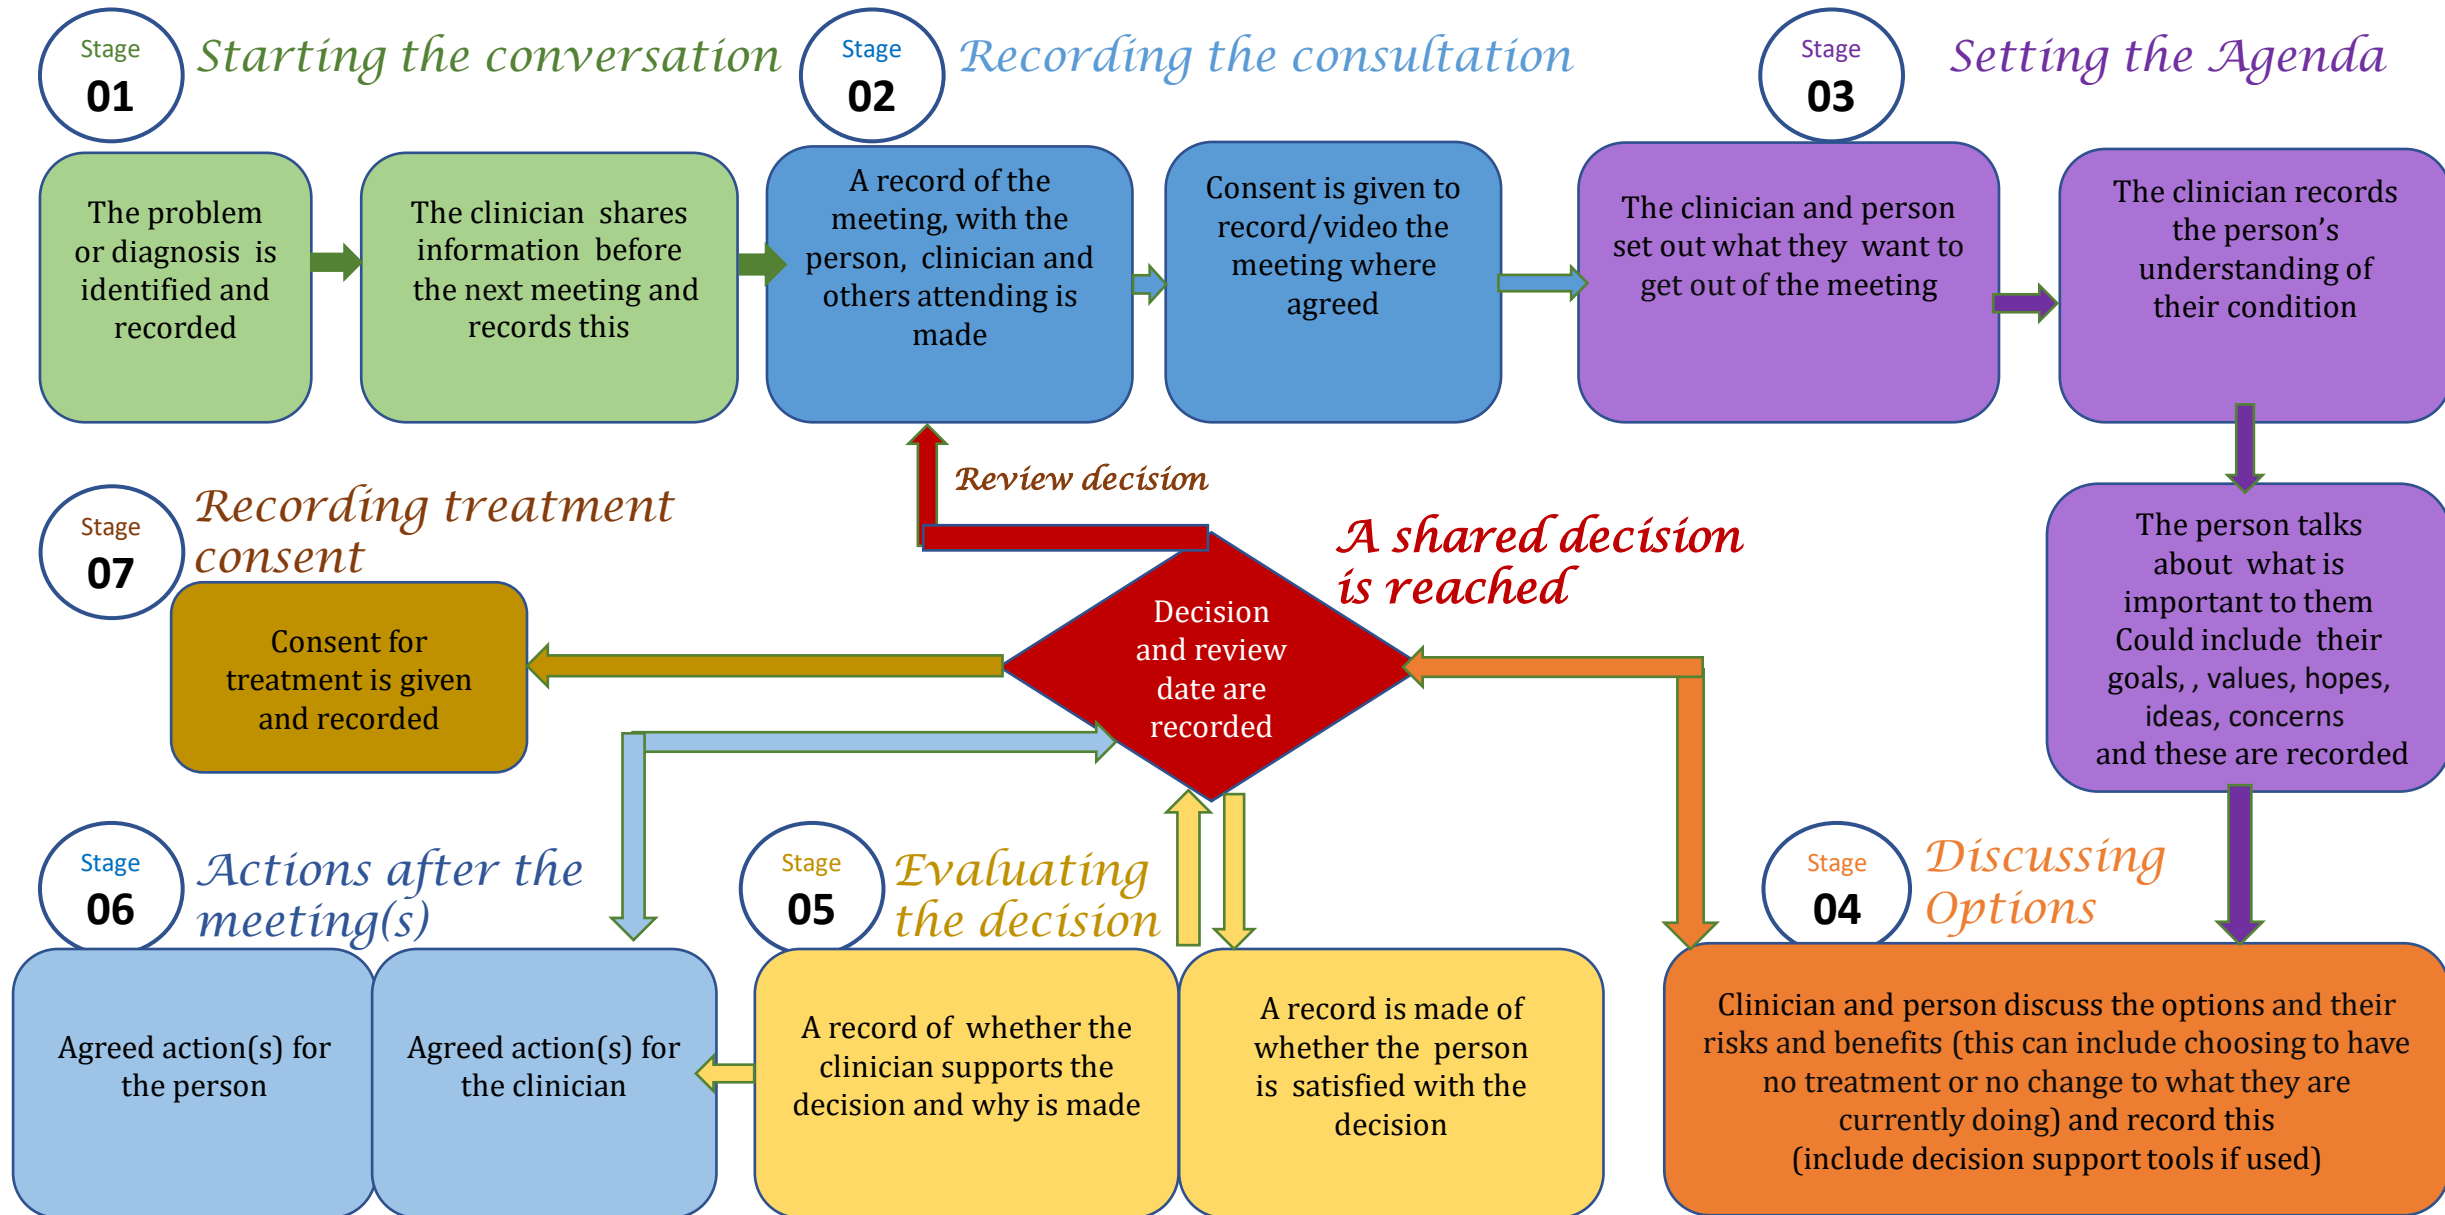 Stage
01
Starting the conversation
The problem
or diagnosis is
identified and
recorded
The clinician shares
information before
the next meeting and
records this
Stage
02
Recording the consultation
A record of the
meeting, with the
person, clinician and
others attending is
made
Consent is given to
record/video the
meeting where
agreed
Stage
03
Setting the Agenda
The clinician and person
set out what they want to
get out of the meeting
The clinician records
the person’s
understanding of
their condition
The person talks
about what is
important to them
Could include their
goals, , values, hopes,
ideas, concerns
and these are recorded
Stage
04
Discussing
Options
Clinician and person discuss the options and their
risks and benefits (this can include choosing to have
no treatment or no change to what they are
currently doing) and record this
(include decision support tools if used)
A shared decision
is reached
Decision
and review
date are
recorded
Review decision
Stage
05
Evaluating
the decision
A record of whether the
clinician supports the
decision and why is made
A record is made of
whether the person
is satisfied with the
decision
Stage
06
Actions after the
meeting(s)
Agreed action(s) for
the person
Agreed action(s) for
the clinician
Stage
07
Recording treatment
consent
Consent for
treatment is given
and recorded